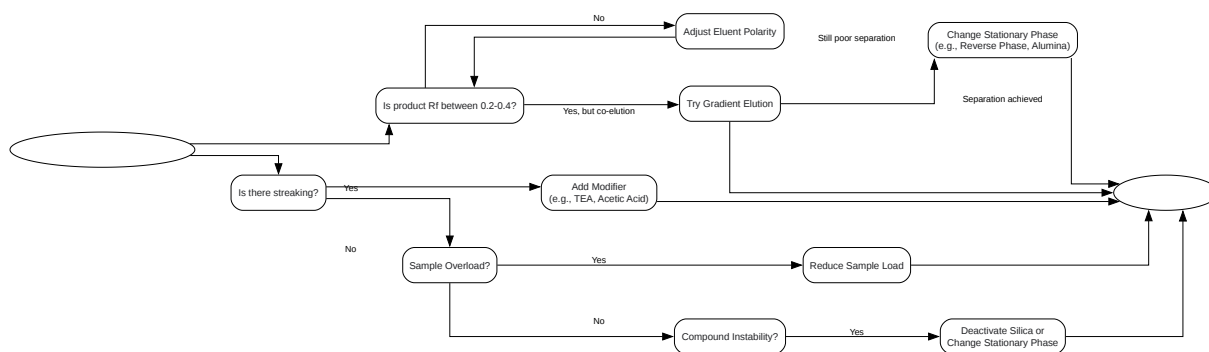 No
Adjust Eluent Polarity
Still poor separation
Change Stationary Phase
(e.g., Reverse Phase, Alumina)
Is product Rf between 0.2-0.4?
Yes, but co-elution
Try Gradient Elution
Separation achieved
Is there streaking?
Yes
Add Modifier
(e.g., TEA, Acetic Acid)
No
Sample Overload?
Yes
Reduce Sample Load
No
Compound Instability?
Yes
Deactivate Silica or
Change Stationary Phase